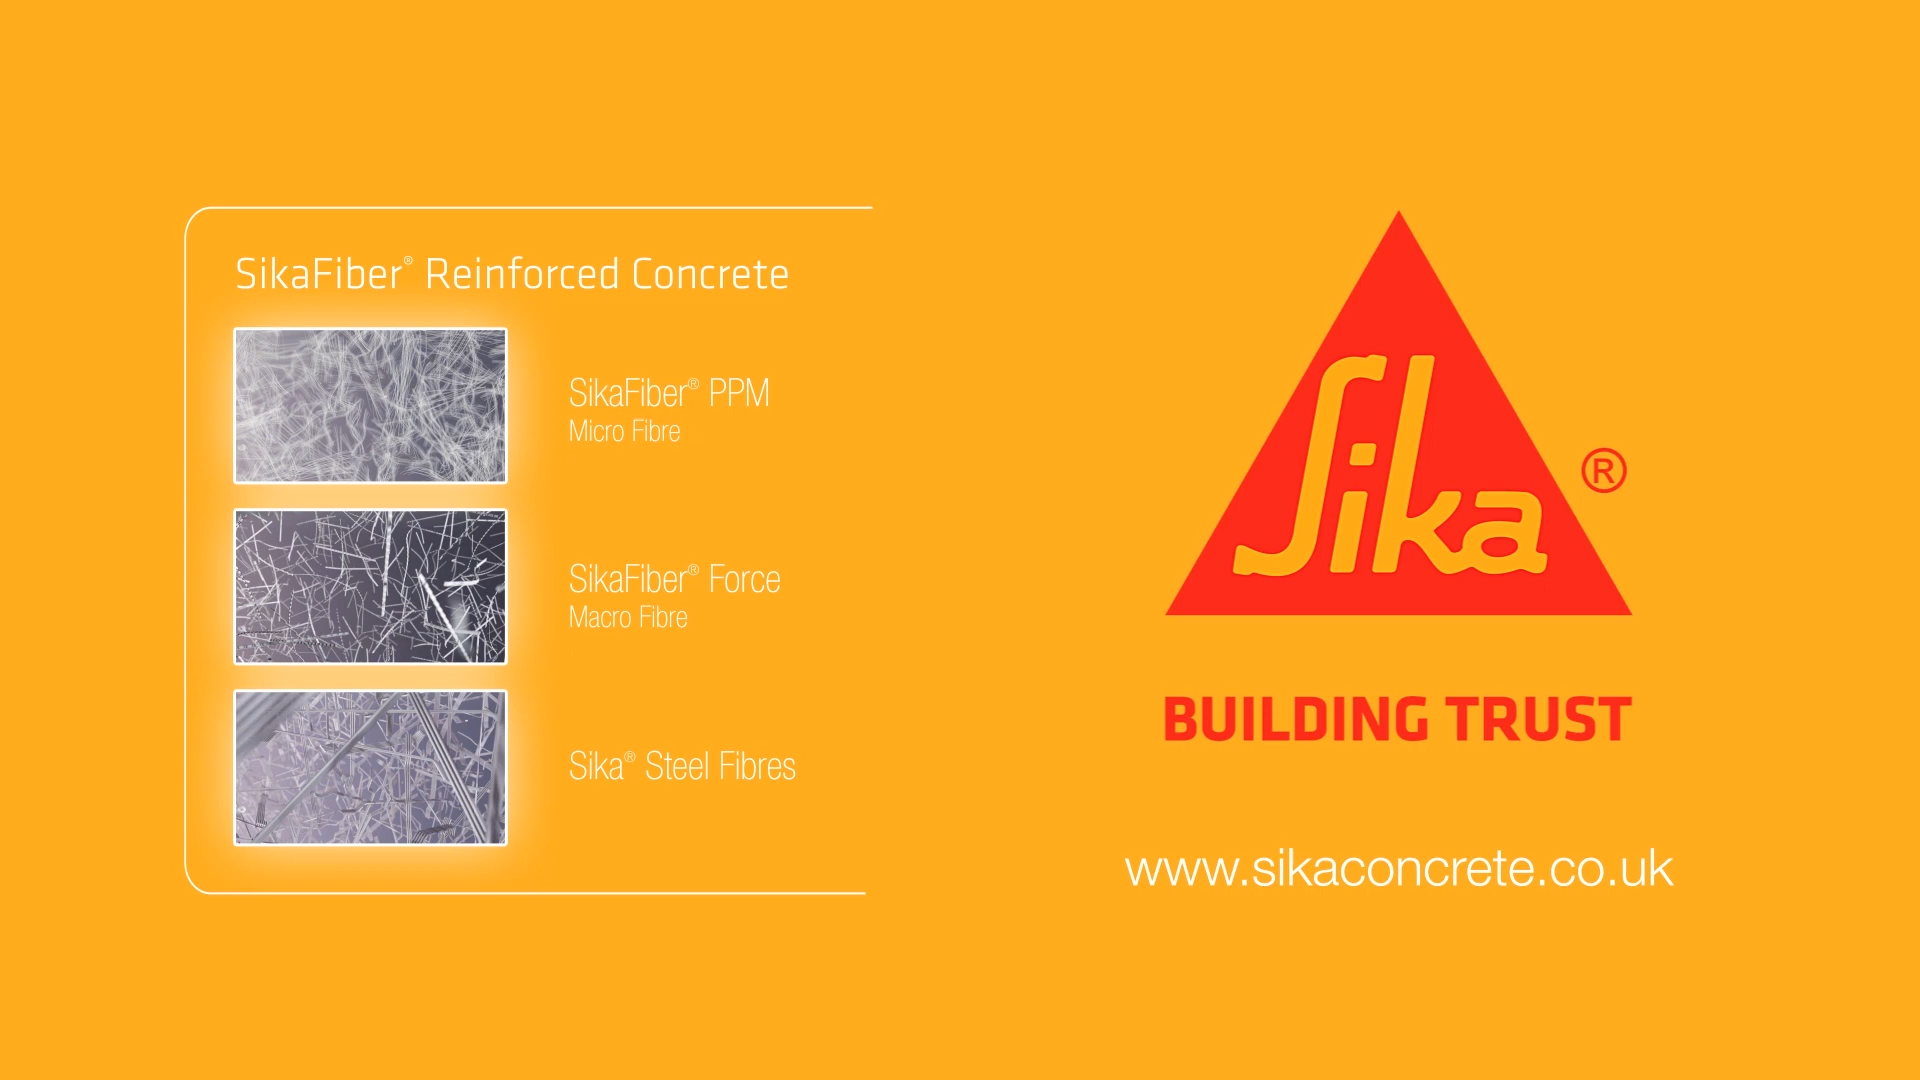 SikaFiber® Reinforced Concrete
SikaFiber® PPM
Micro Fibre
SikaFiber® Force
Macro Fibre
Sika® Steel Fibres
Sika®
BUILDING TRUST
www.sikaconcrete.co.uk